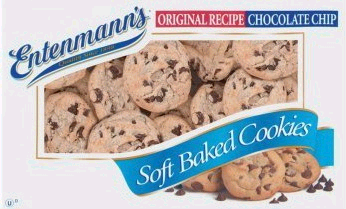 Entenmann's
ORIGINAL RECIPE CHOCOLATE CHIP
Soft Baked Cookies